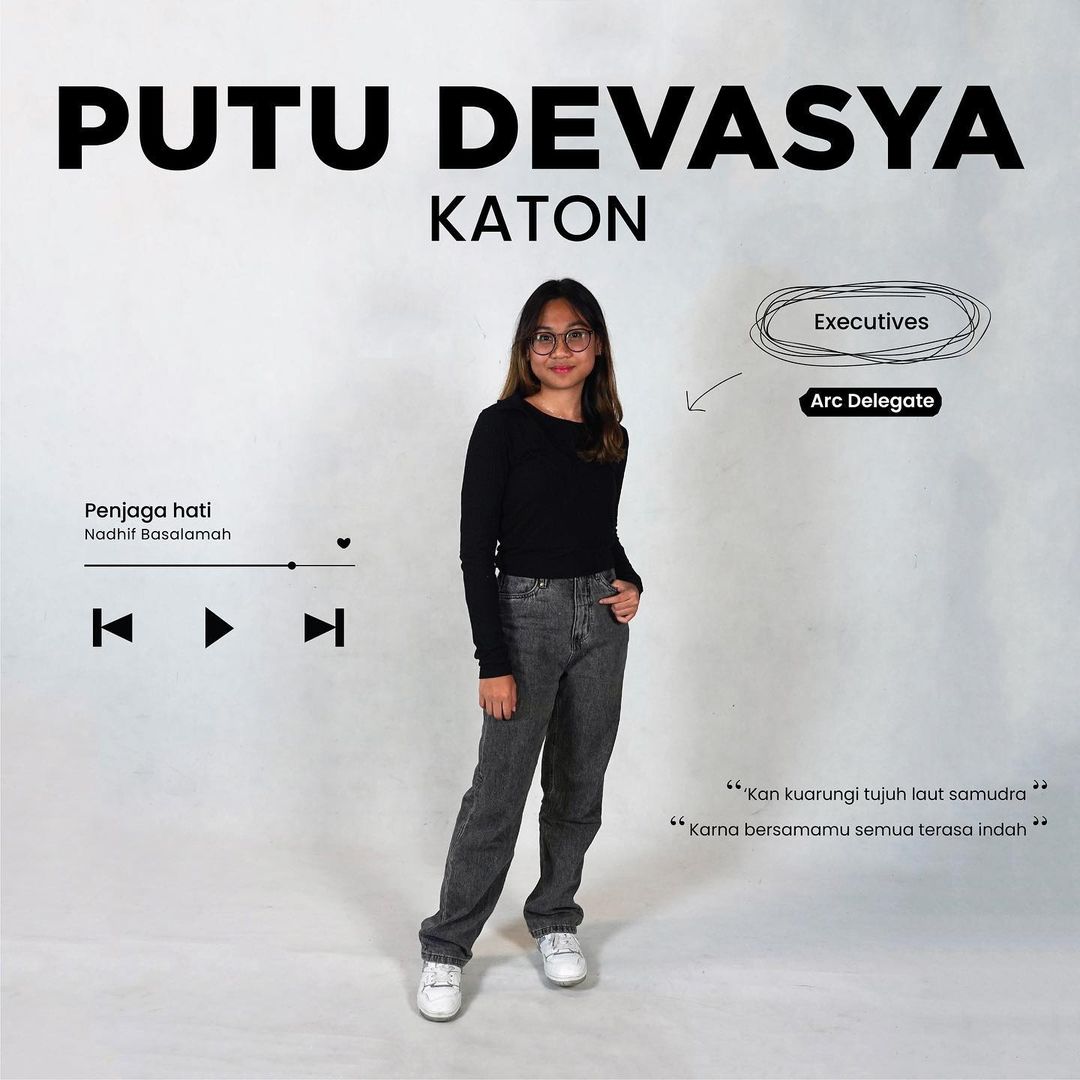 PUTU DEVASYA
KATON
Executives
Arc Delegate
Penjaga hati
Nadhif Basalamah
“‘Kan kuarungi tujuh laut samudra”
“Karna bersamamu semua terasa indah”